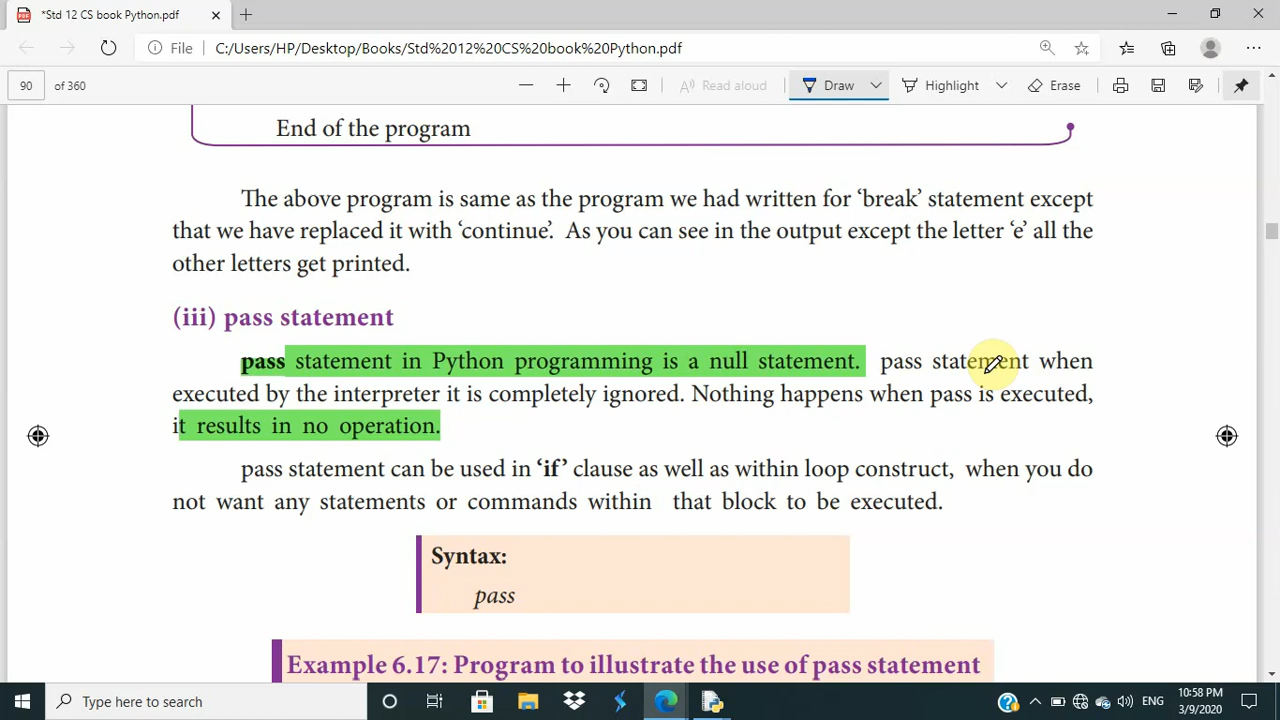 *Std 12 CS book Python.pdf
File C:/Users/HP/Desktop/Books/Std%2012%20CS%20book%20Python.pdf
90 of 360 Read aloud Draw Highlight Erase
End of the program
The above program is same as the program we had written for ‘break’ statement except
that we have replaced it with ‘continue’. As you can see in the output except the letter ‘e’ all the
other letters get printed.
(iii) pass statement
pass statement in Python programming is a null statement. pass statement when
executed by the interpreter it is completely ignored. Nothing happens when pass is executed,
it results in no operation.
pass statement can be used in ‘if’ clause as well as within loop construct, when you do
not want any statements or commands within that block to be executed.
Syntax:
pass
Example 6.17: Program to illustrate the use of pass statement
Type here to search
ENG
10:58 PM
3/9/2020